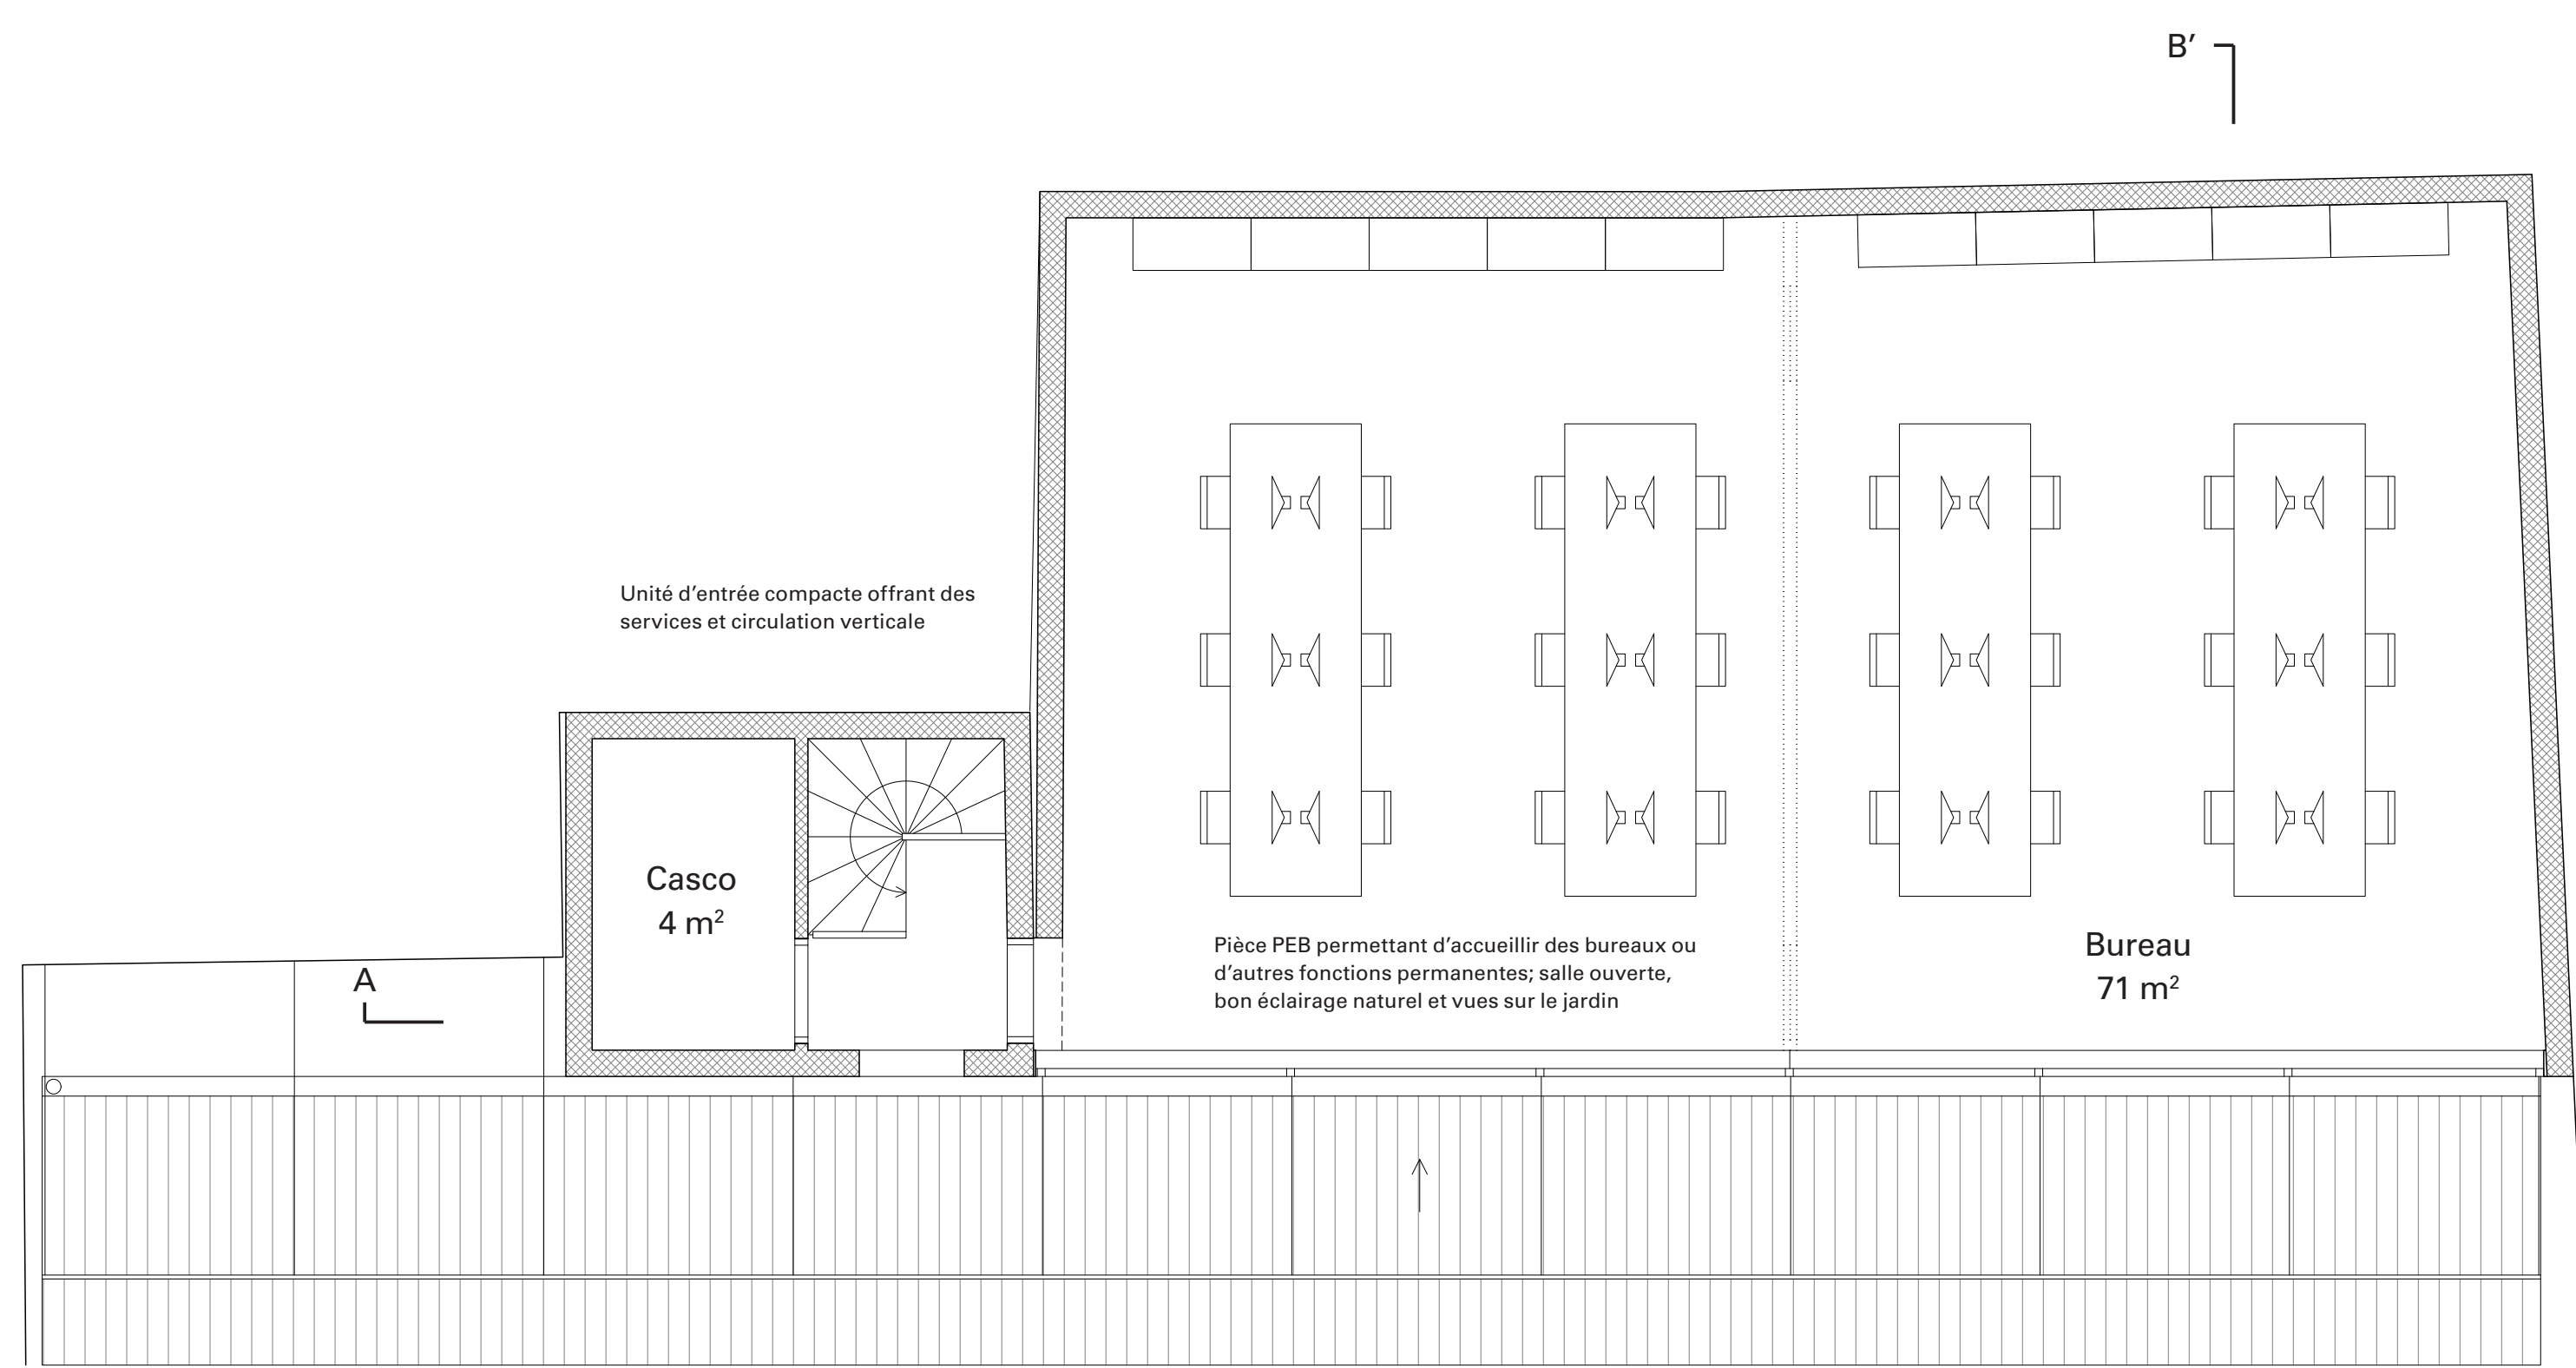 B’
Unité d’entrée compacte offrant des
services et circulation verticale
Casco
4 m²
A
Pièce PEB permettant d’accueillir des bureaux ou
d’autres fonctions permanentes; salle ouverte,
bon éclairage naturel et vues sur le jardin
Bureau
71 m²